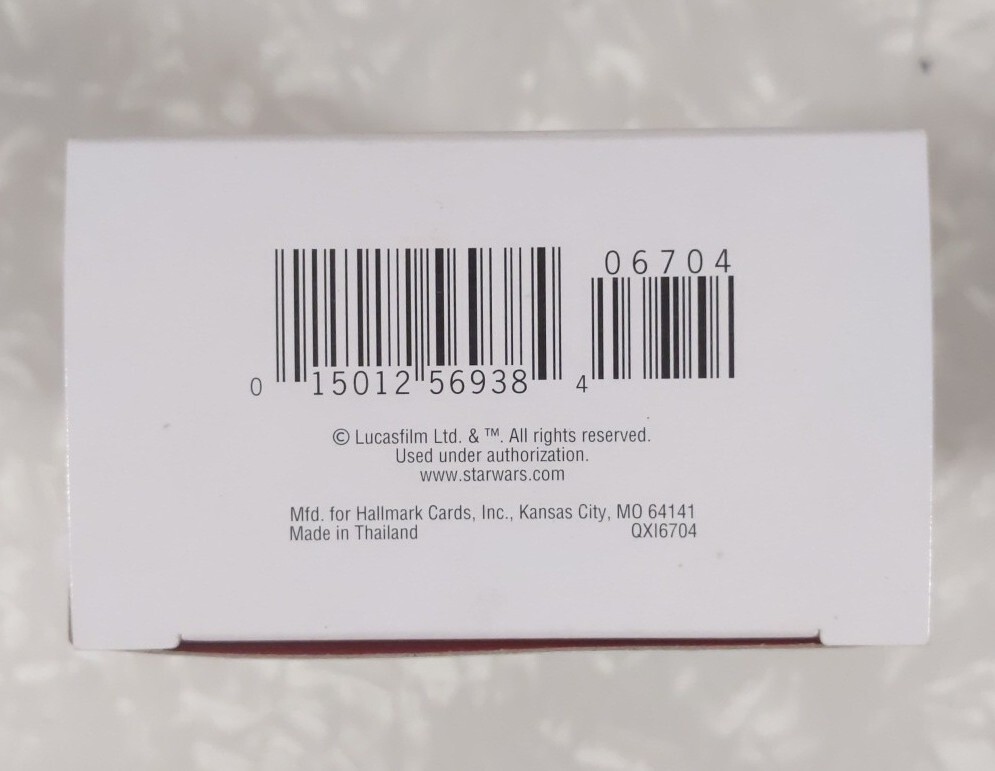 06704
0 15012 56938 4
© Lucasfilm Ltd. & ™. All rights reserved.
Used under authorization.
www.starwars.com
Mfd. for Hallmark Cards, Inc., Kansas City, MO 64141
Made in Thailand QXI6704